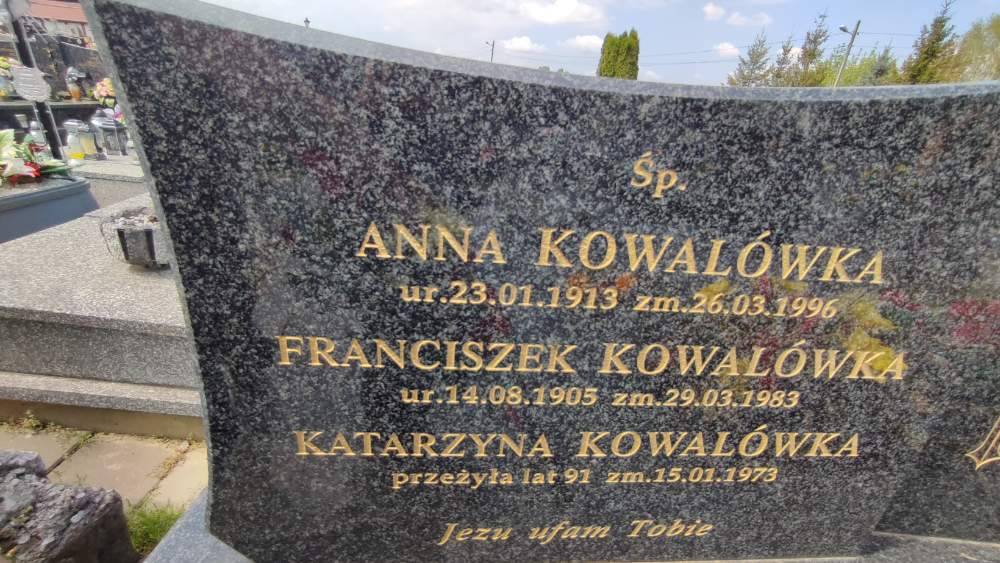 Śp.
ANNA KOWALÓWKA
ur.23.01.1913 zm.26.03.1996
FRANCISZEK KOWALÓWKA
ur.14.08.1905 zm.29.03.1983
KATARZYNA KOWALÓWKA
przeżyła lat 91 zm.15.01.1973
Jezu ufam Tobie